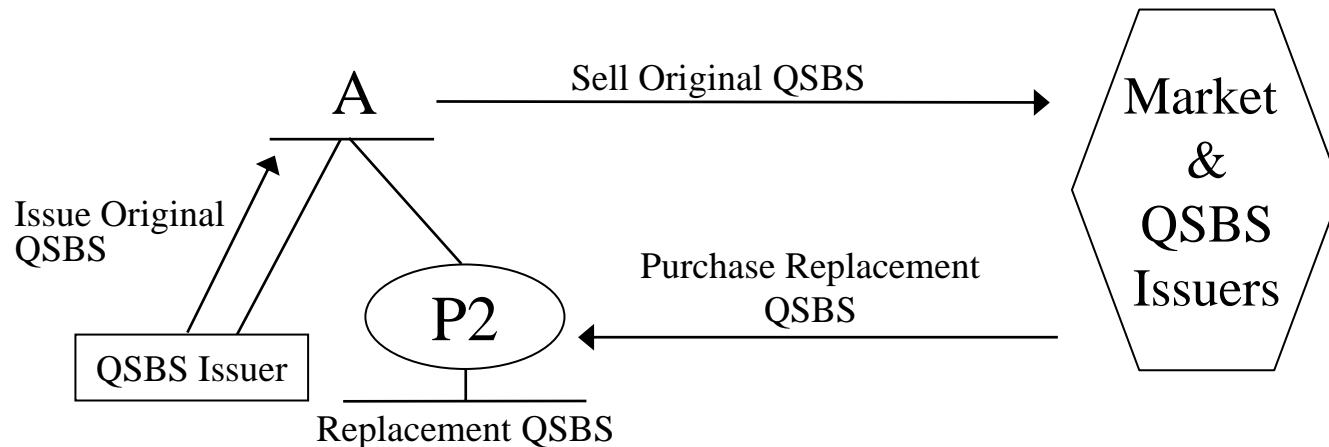 A
Sell Original QSBS
Market
&
QSBS
Issuers
Issue Original
QSBS
Purchase Replacement
QSBS
P2
QSBS Issuer
Replacement QSBS